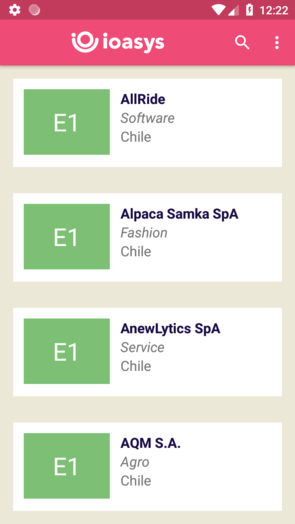 12:22
ioasys
E1
AllRide
Software
Chile
E1
Alpaca Samka SpA
Fashion
Chile
E1
AnewLytics SpA
Service
Chile
E1
AQM S.A.
Agro
Chile